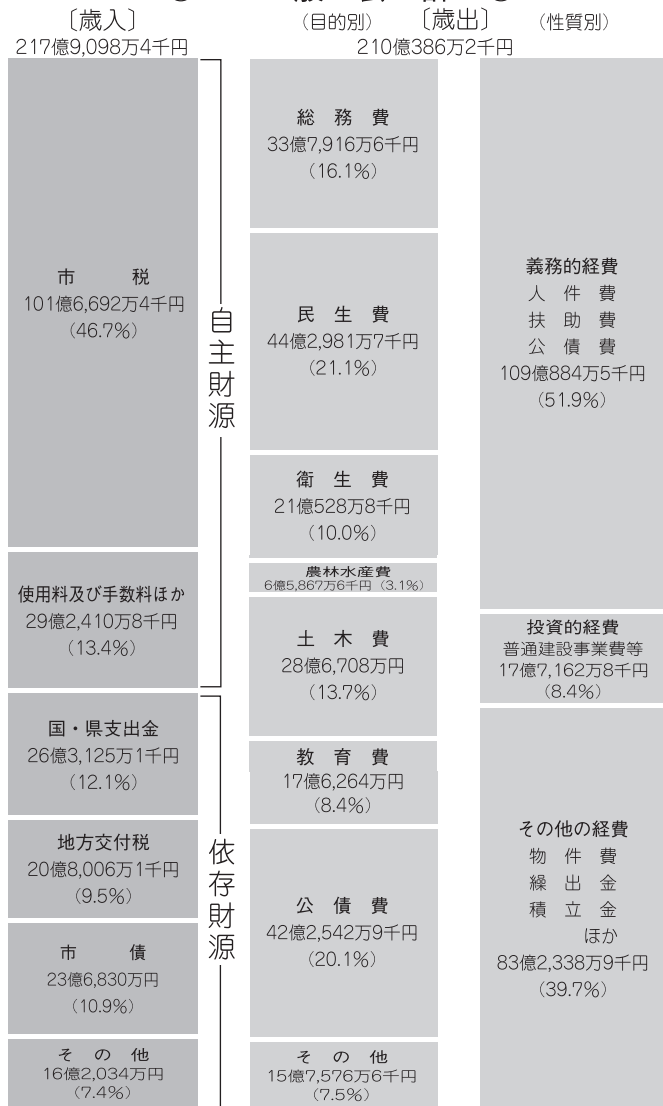 〔歳入〕
217億9,098万4千円
市　　税
101億6,692万4千円
(46.7%)
使用料及び手数料ほか
29億2,410万8千円
(13.4%)
国・県支出金
26億3,125万1千円
(12.1%)
地方交付税
20億8,006万1千円
(9.5%)
市　　債
23億6,830万円
(10.9%)
そ の 他
16億2,034万円
(7.4%)
自主財源
依存財源
(目的別)　〔歳出〕　(性質別)
210億386万2千円
総 務 費
33億7,916万6千円
(16.1%)
民 生 費
44億2,981万7千円
(21.1%)
衛 生 費
21億528万8千円
(10.0%)
農林水産費
6億5,867万6千円 (3.1%)
土 木 費
28億6,708万円
(13.7%)
教 育 費
17億6,264万円
(8.4%)
公 債 費
42億2,542万9千円
(20.1%)
そ の 他
15億7,576万6千円
(7.5%)
義務的経費
人 件 費
扶 助 費
公 債 費
109億884万5千円
(51.9%)
投資的経費
普通建設事業費等
17億7,162万8千円
(8.4%)
その他の経費
物 件 費
繰 出 金
積 立 金
ほか
83億2,338万9千円
(39.7%)